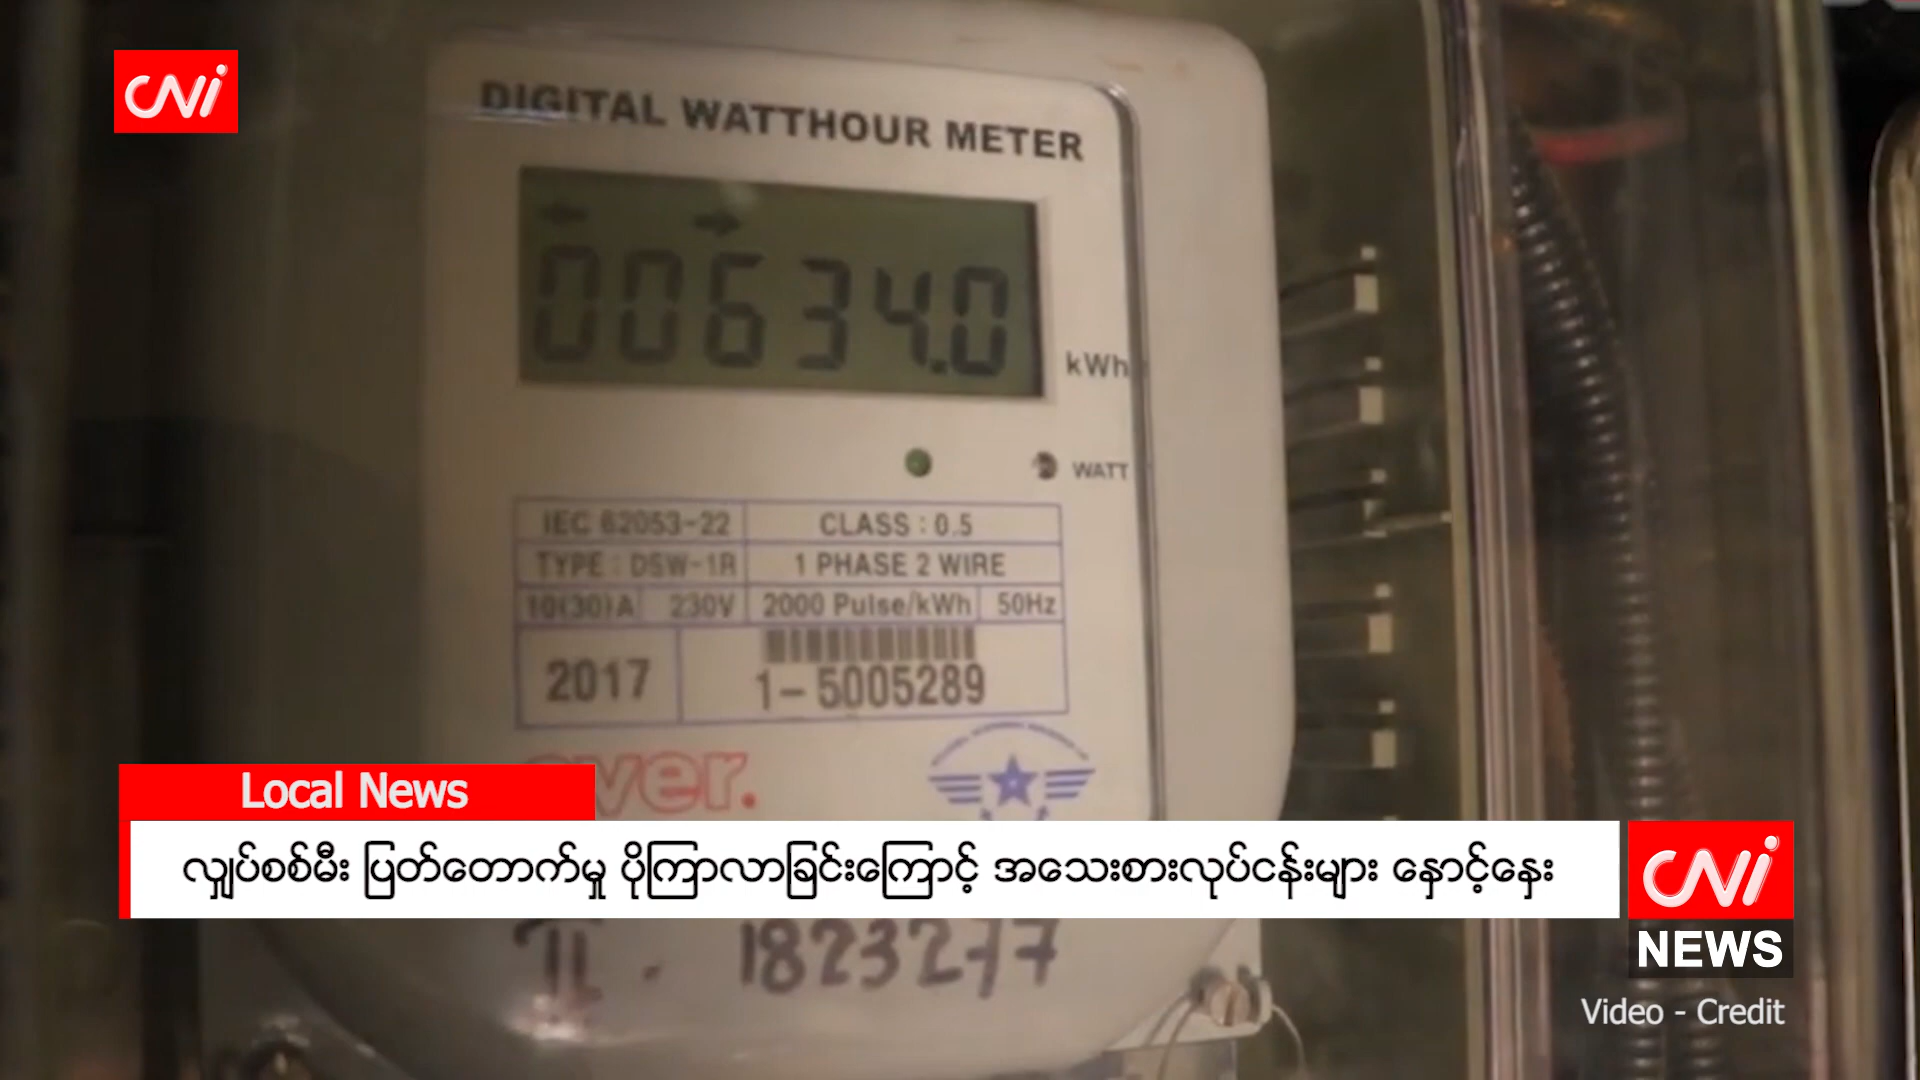 CNI
DIGITAL WATTHOUR METER
00634.0
kWh
WATT
IEC 62053-22 CLASS : 0.5
TYPE : DSW-1R 1 PHASE 2 WIRE
10(30)A 230V 2000 Pulse/kWh 50Hz
2017 1-5005289
Local News
လျှပ်စစ်မီး ပြတ်တောက်မှု ပိုကြာလာခြင်းကြောင့် အသေးစားလုပ်ငန်းများ နှောင့်နှေး
CNI
NEWS
1823277
Video - Credit